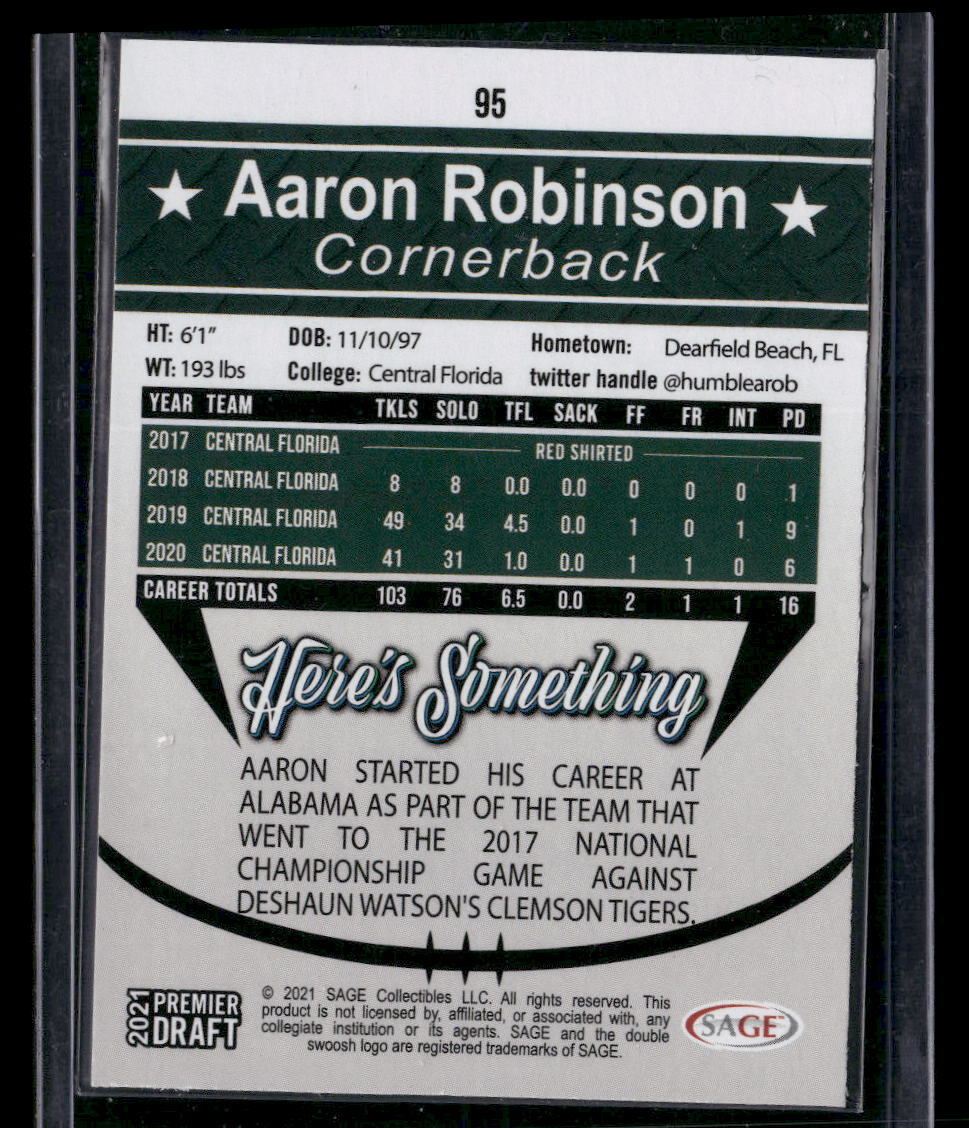 95
Aaron Robinson
Cornerback
HT: 6'1" DOB: 11/10/97 Hometown: Dearfield Beach, FL
WT: 193 lbs College: Central Florida twitter handle @humblearob
YEAR TEAM TKLS SOLO TFL SACK FF FR INT PD
2017 CENTRAL FLORIDA RED SHIRTED
2018 CENTRAL FLORIDA 8 8 0.0 0.0 0 0 0 1
2019 CENTRAL FLORIDA 49 34 4.5 0.0 1 0 1 9
2020 CENTRAL FLORIDA 41 31 1.0 0.0 1 1 0 6
CAREER TOTALS 103 76 6.5 0.0 2 1 1 16
Here's Something
AARON STARTED HIS CAREER AT
ALABAMA AS PART OF THE TEAM THAT
WENT TO THE 2017 NATIONAL
CHAMPIONSHIP GAME AGAINST
DESHAUN WATSON'S CLEMSON TIGERS.
2021 PREMIER DRAFT
© 2021 SAGE Collectibles LLC. All rights reserved. This
product is not licensed by, affiliated, or associated with, any
collegiate institution or its agents. SAGE and the double
swoosh logo are registered trademarks of SAGE.
SAGE